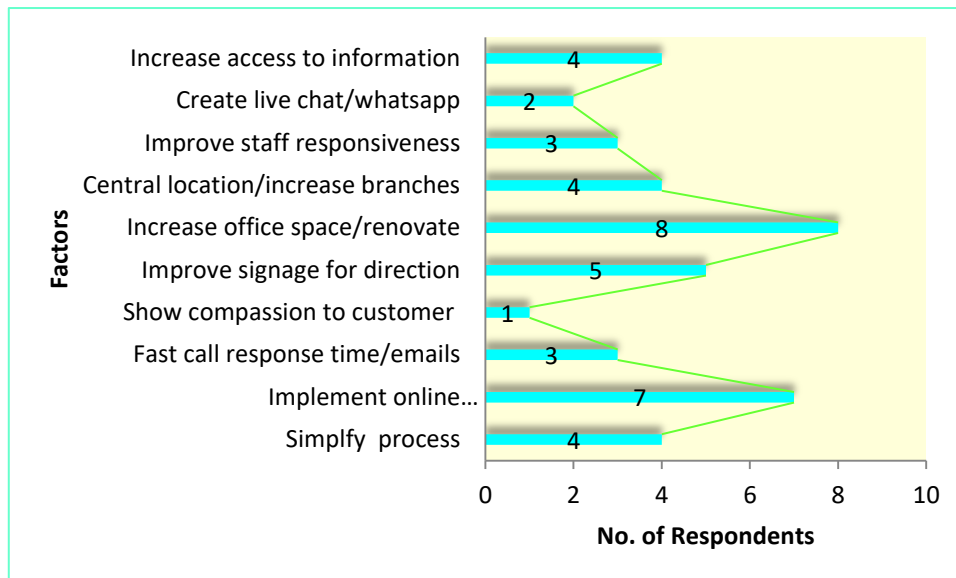 Increase access to information
4
Create live chat/whatsapp
2
Improve staff responsiveness
3
Central location/increase branches
4
Increase office space/renovate
8
Improve signage for direction
5
Show compassion to customer
1
Fast call response time/emails
3
Implement online...
7
Simplfy process
4
Factors
0 2 4 6 8 10
No. of Respondents